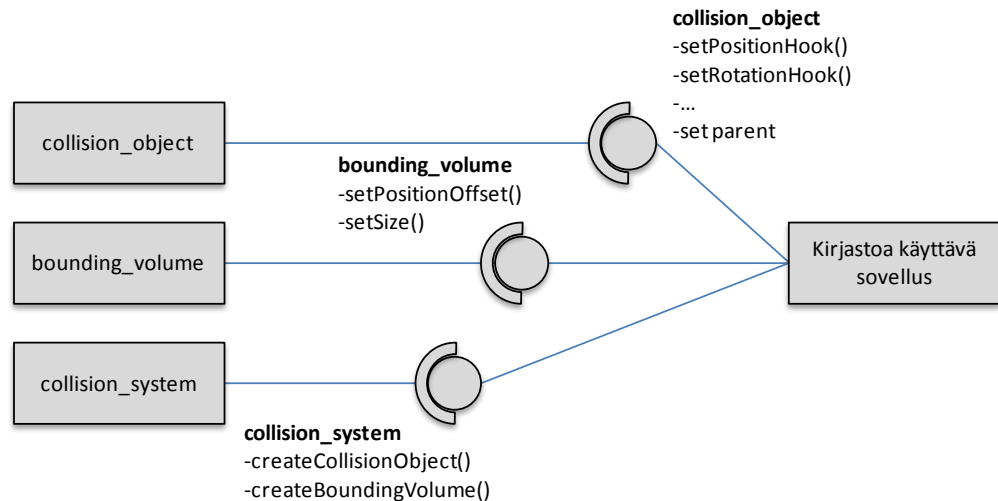 collision_object
-setPositionHook()
-setRotationHook()
-...
-set parent
collision_object
bounding_volume
-setPositionOffset()
-setSize()
bounding_volume
Kirjastoa käyttävä
sovellus
collision_system
collision_system
-createCollisionObject()
-createBoundingVolume()